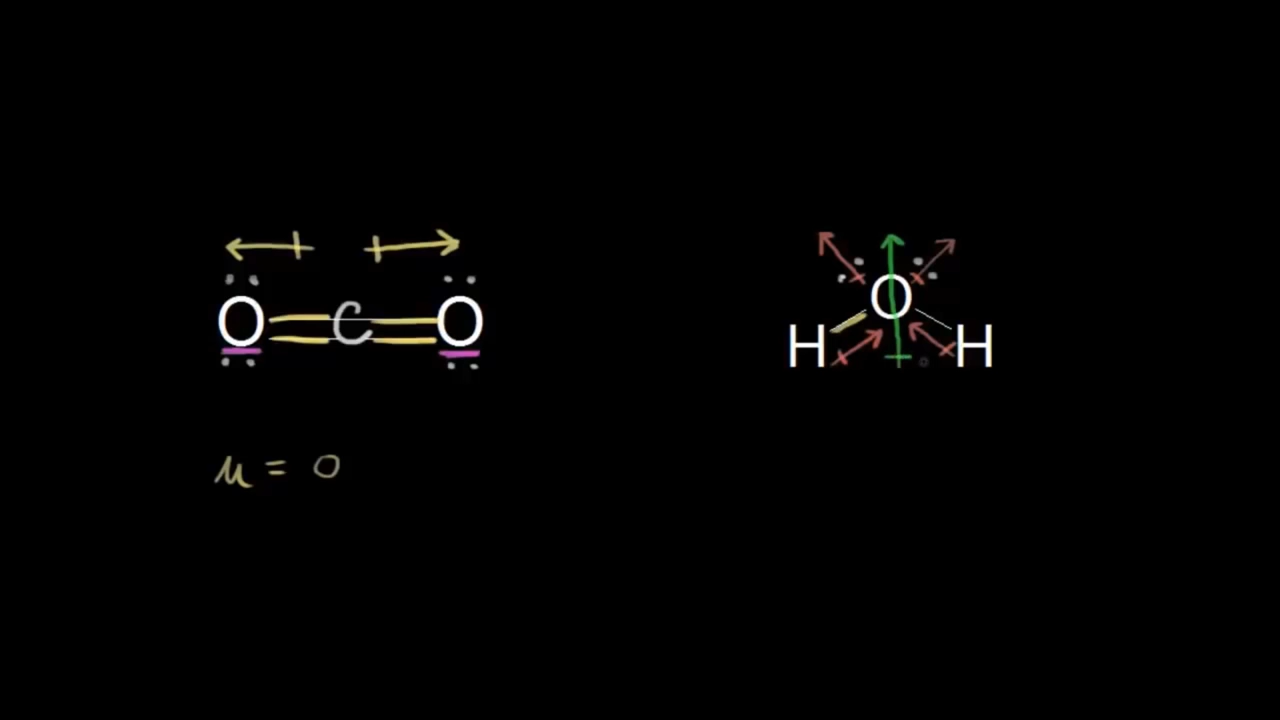 O=C=O
O
H H
μ = 0